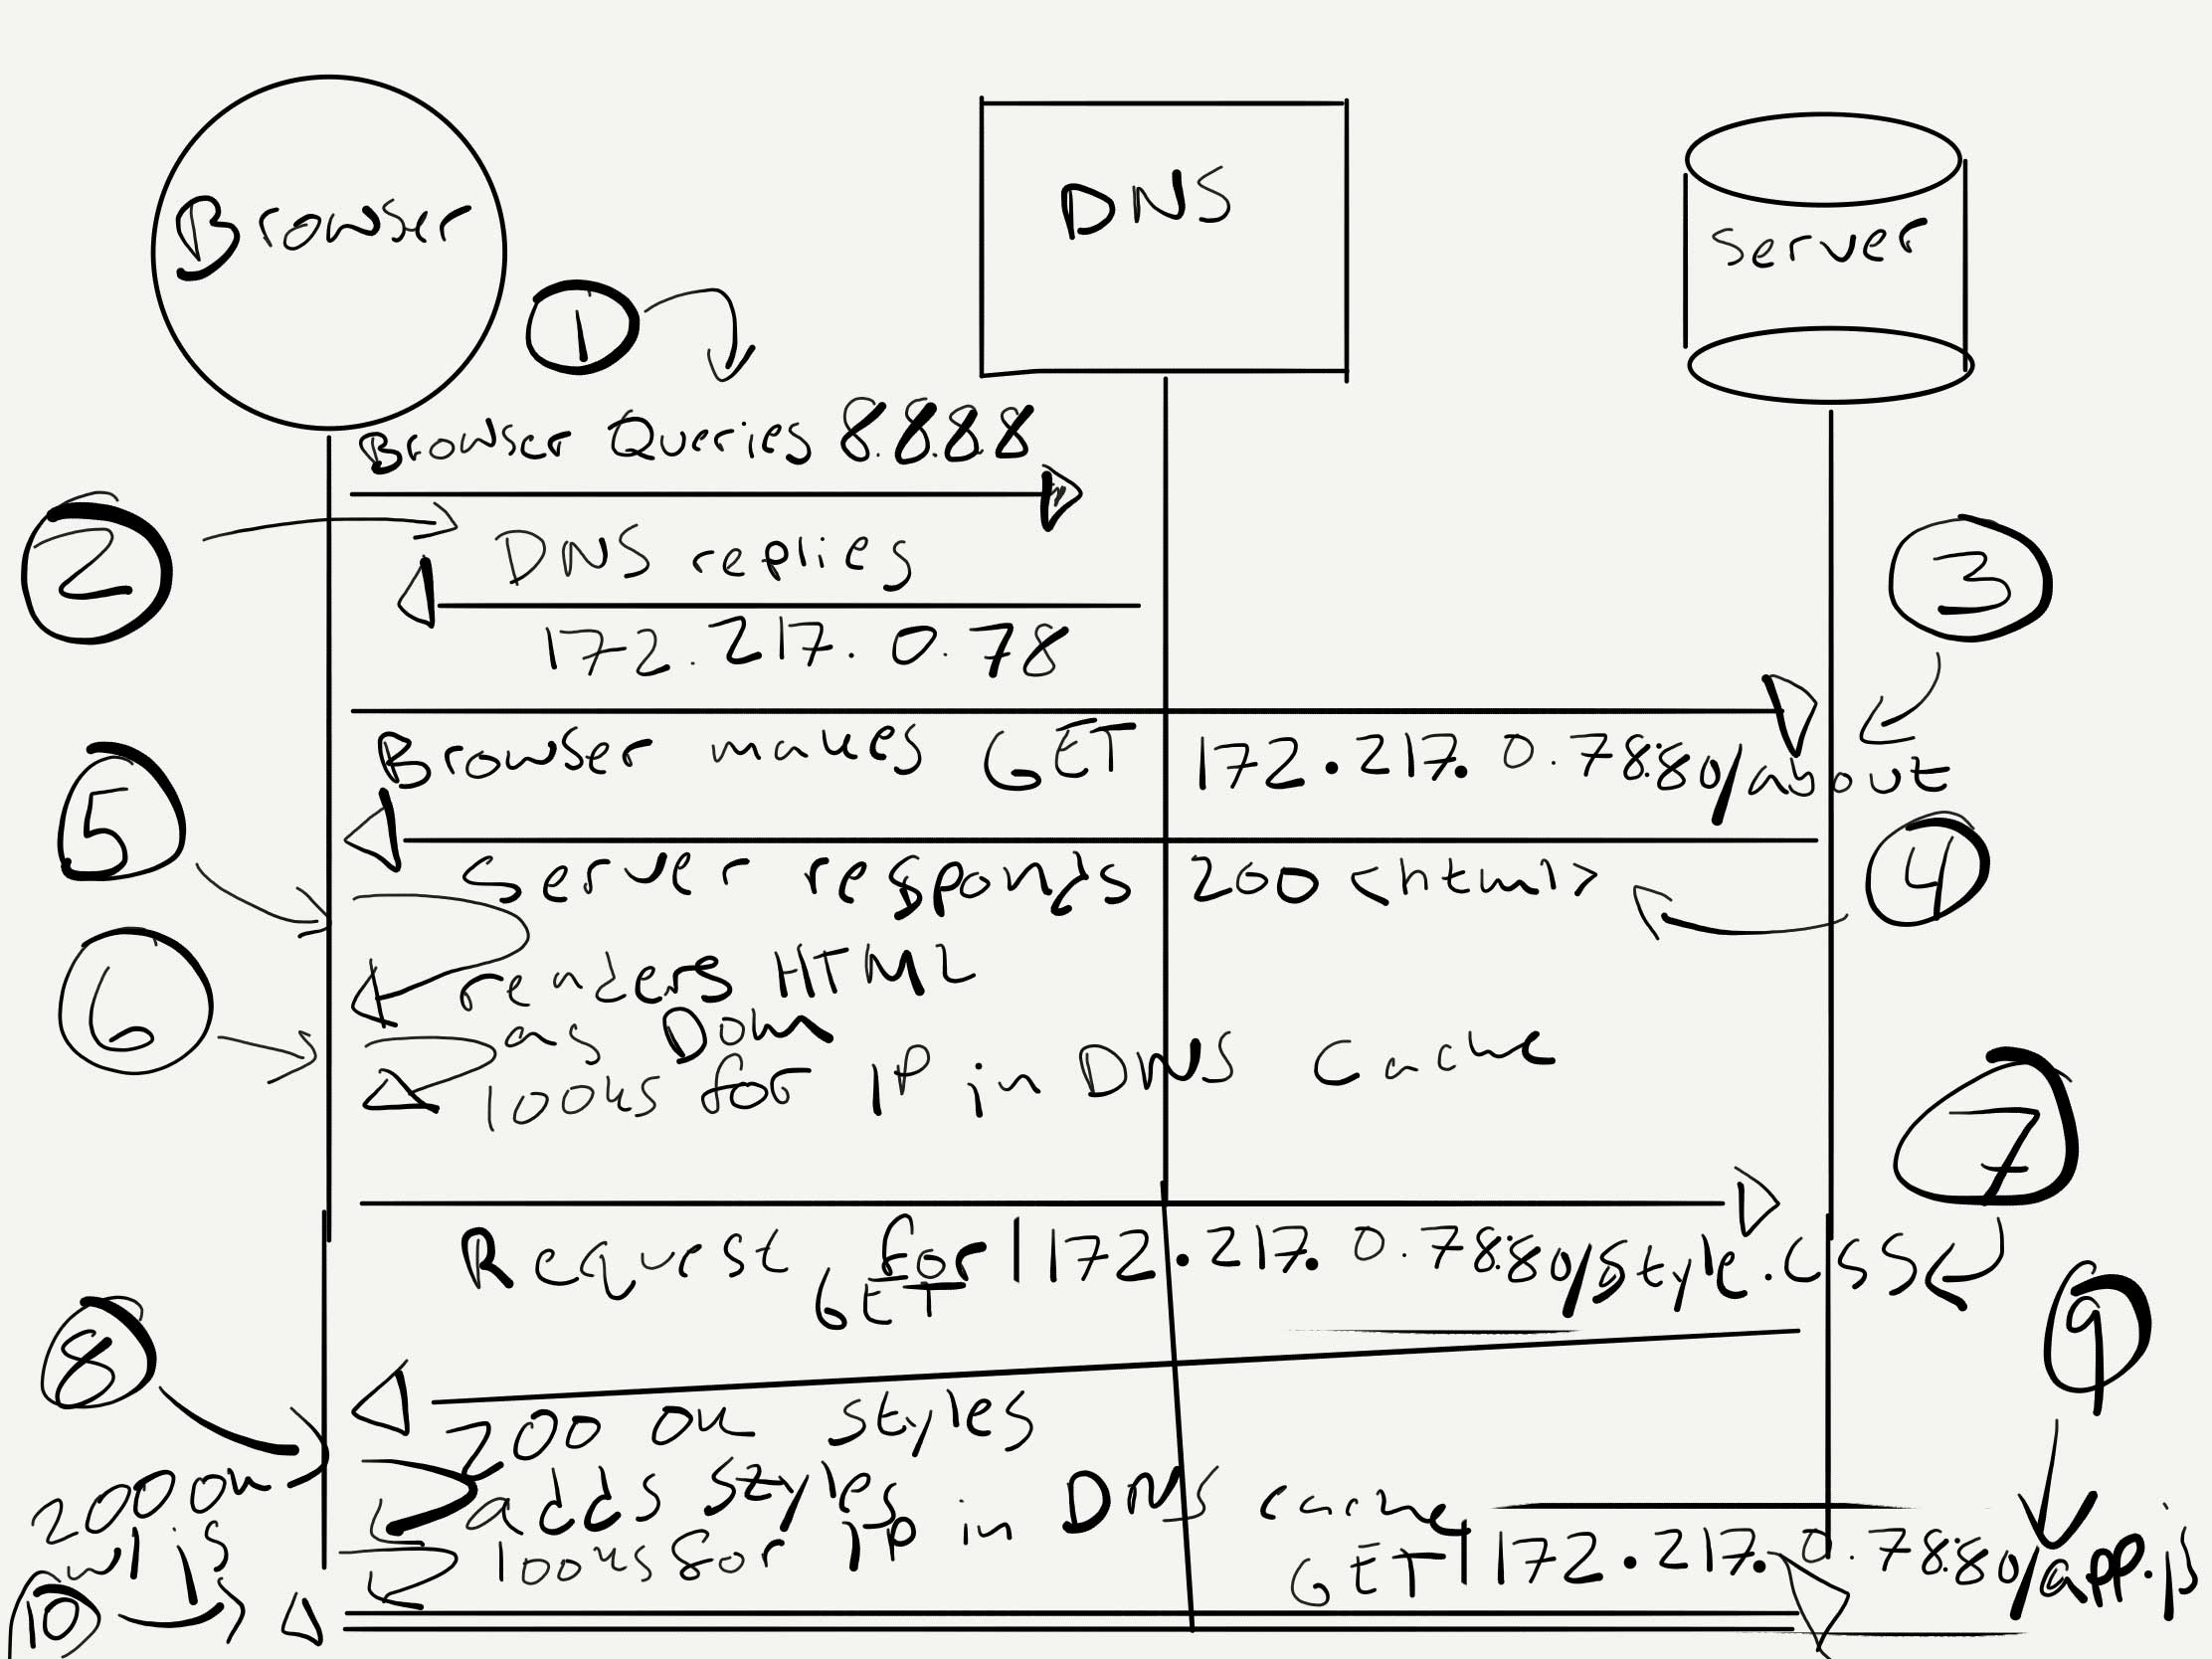 Browser
DNS
server
1
Browser Queries 8.8.8.8
2
DNS replies
172.217.0.78
3
Browser makes GET 172.217.0.78:80/about
5
4
Server responds 200 <html>
6
renders HTML
as Dom
looks for IP in DNS cache
7
Request for 172.217.0.78:80/style.css
GET
8
9
200 ok styles
200 ok
w/ js
adds styles
looks for IP in DNS cache
GET 172.217.0.78:80/app.js
10